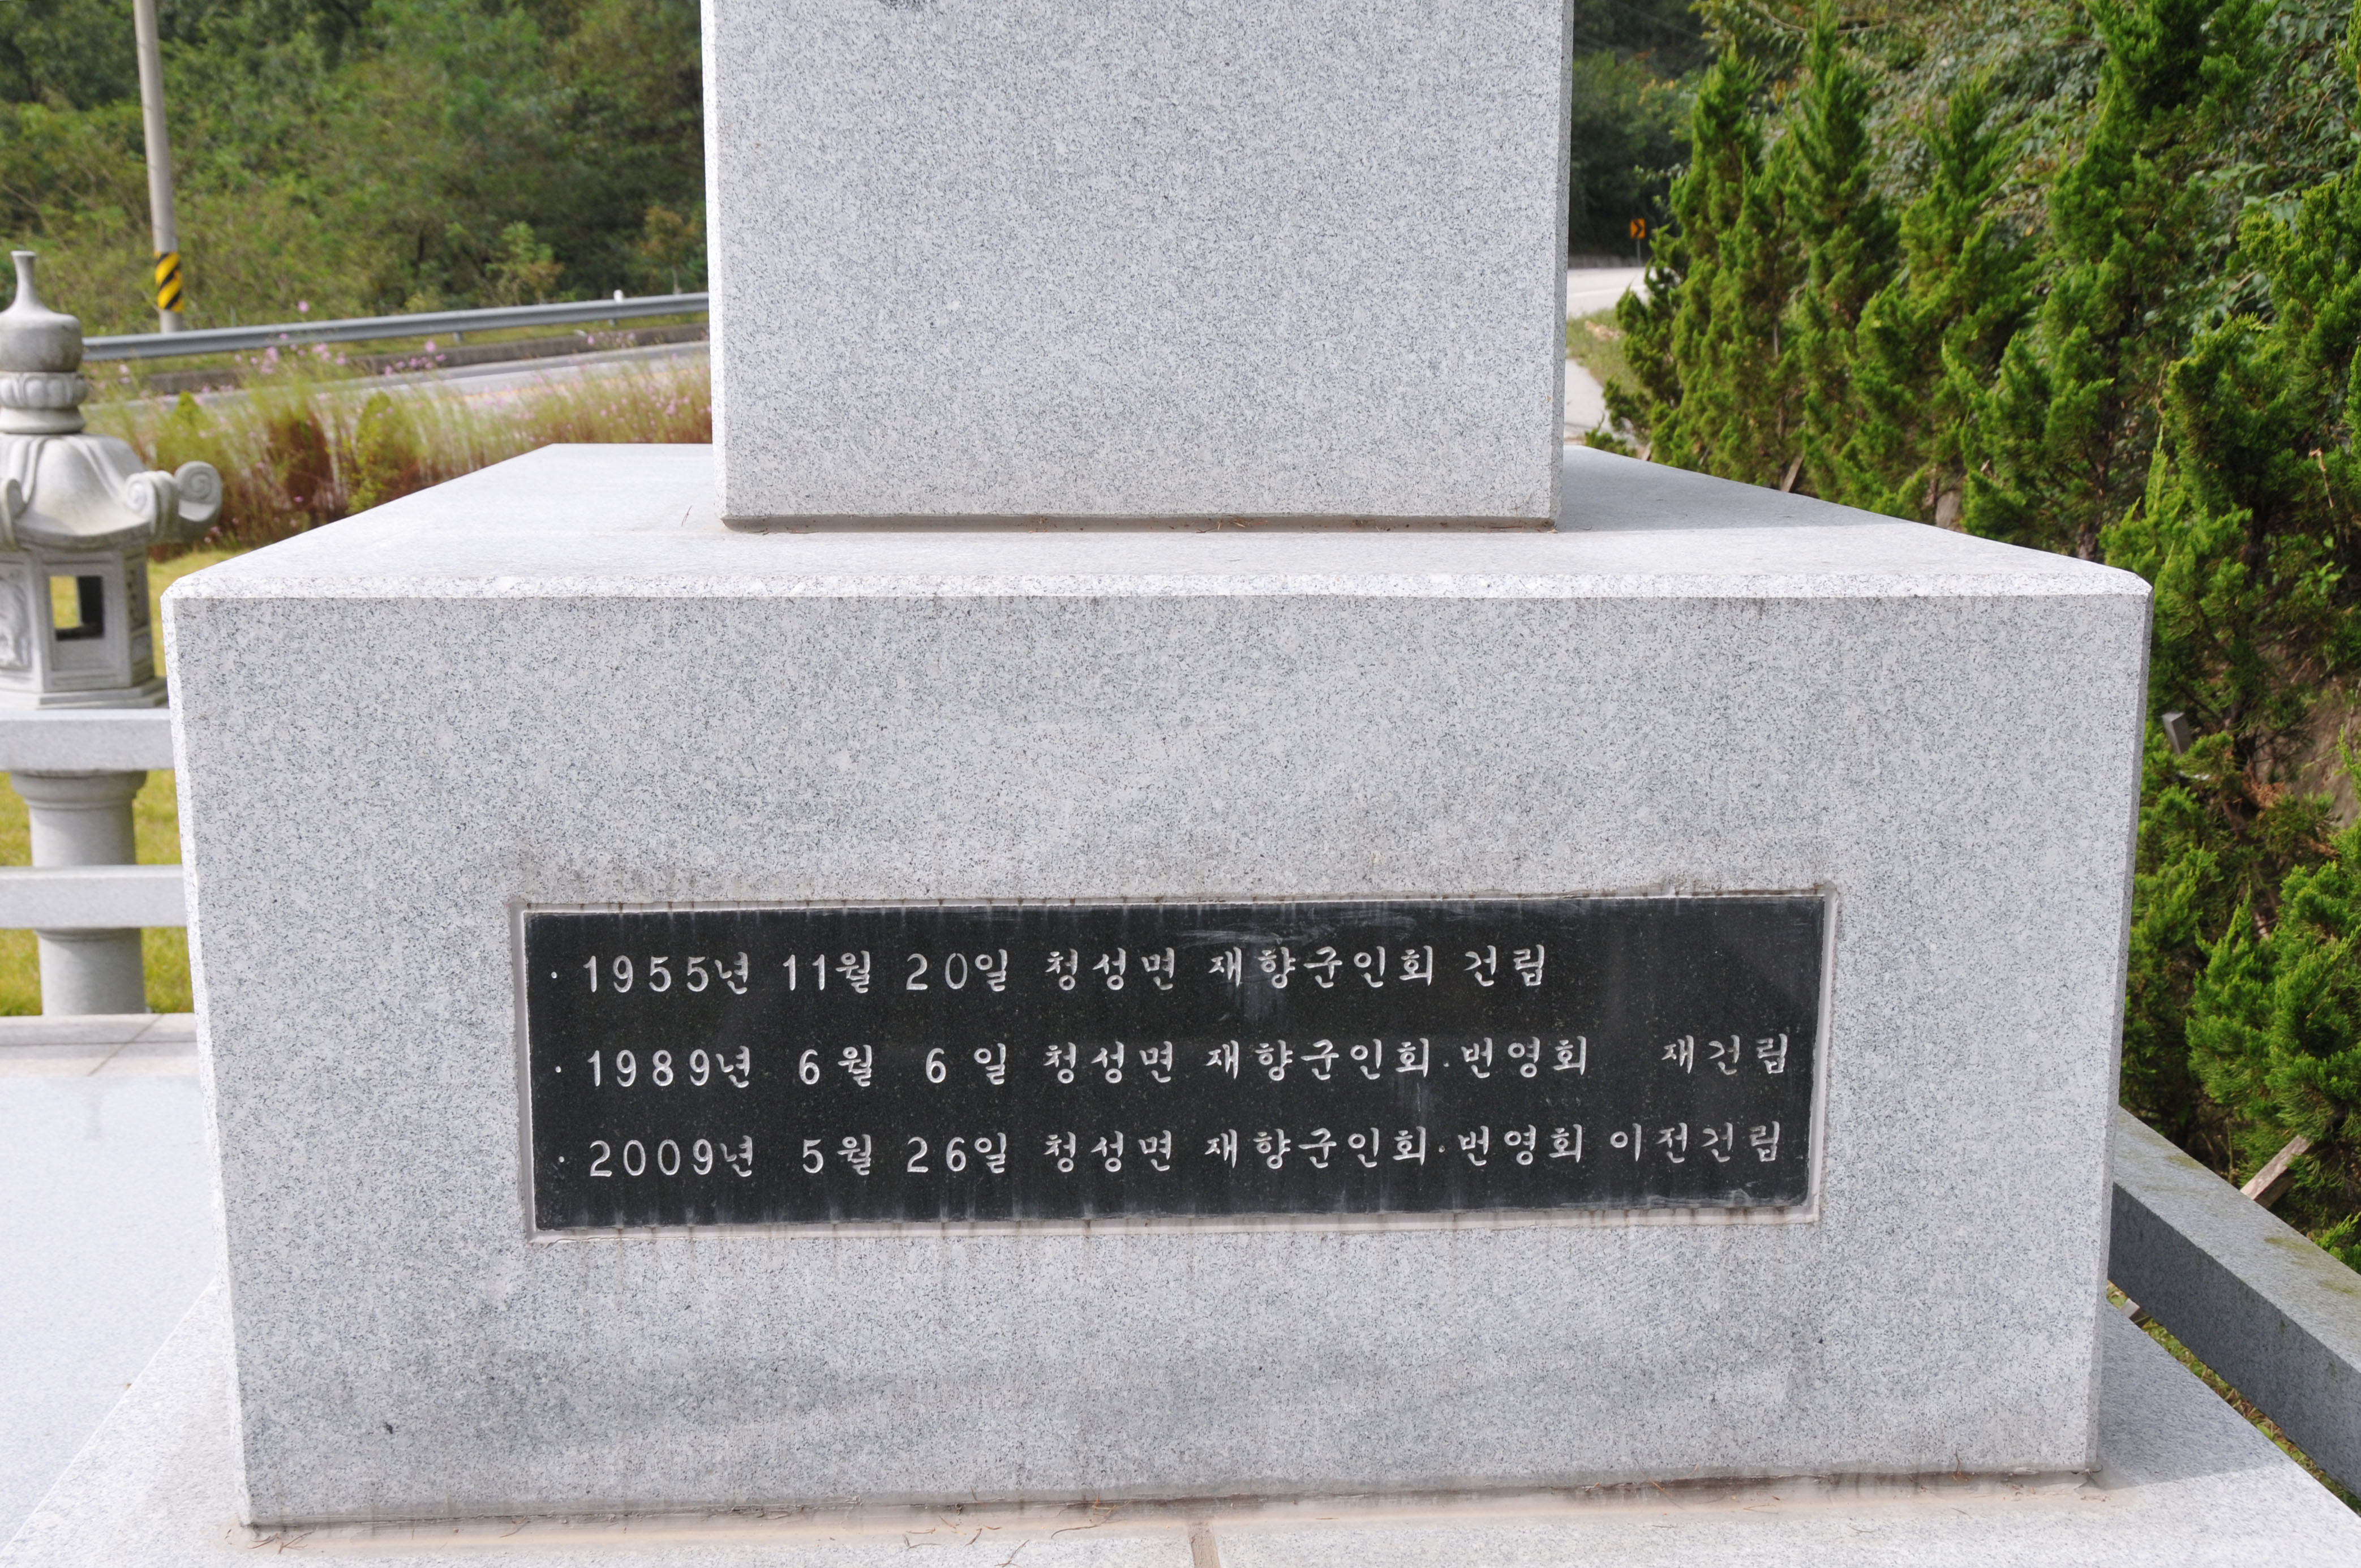 · 1955년 11월 20일 청성면 재향군인회 건립
· 1989년 6월 6일 청성면 재향군인회·번영회 재건립
· 2009년 5월 26일 청성면 재향군인회·번영회 이전건립